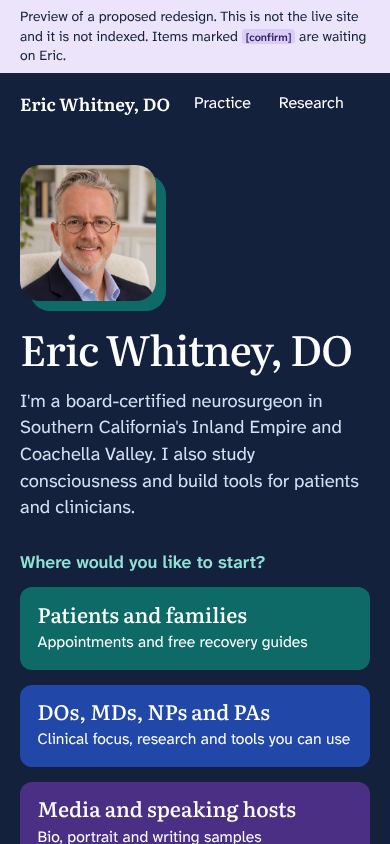 Preview of a proposed redesign. This is not the live site
and it is not indexed. Items marked [confirm] are waiting
on Eric.
Eric Whitney, DO Practice Research
Eric Whitney, DO
I'm a board-certified neurosurgeon in
Southern California's Inland Empire and
Coachella Valley. I also study
consciousness and build tools for patients
and clinicians.
Where would you like to start?
Patients and families
Appointments and free recovery guides
DOs, MDs, NPs and PAs
Clinical focus, research and tools you can use
Media and speaking hosts
Bio, portrait and writing samples